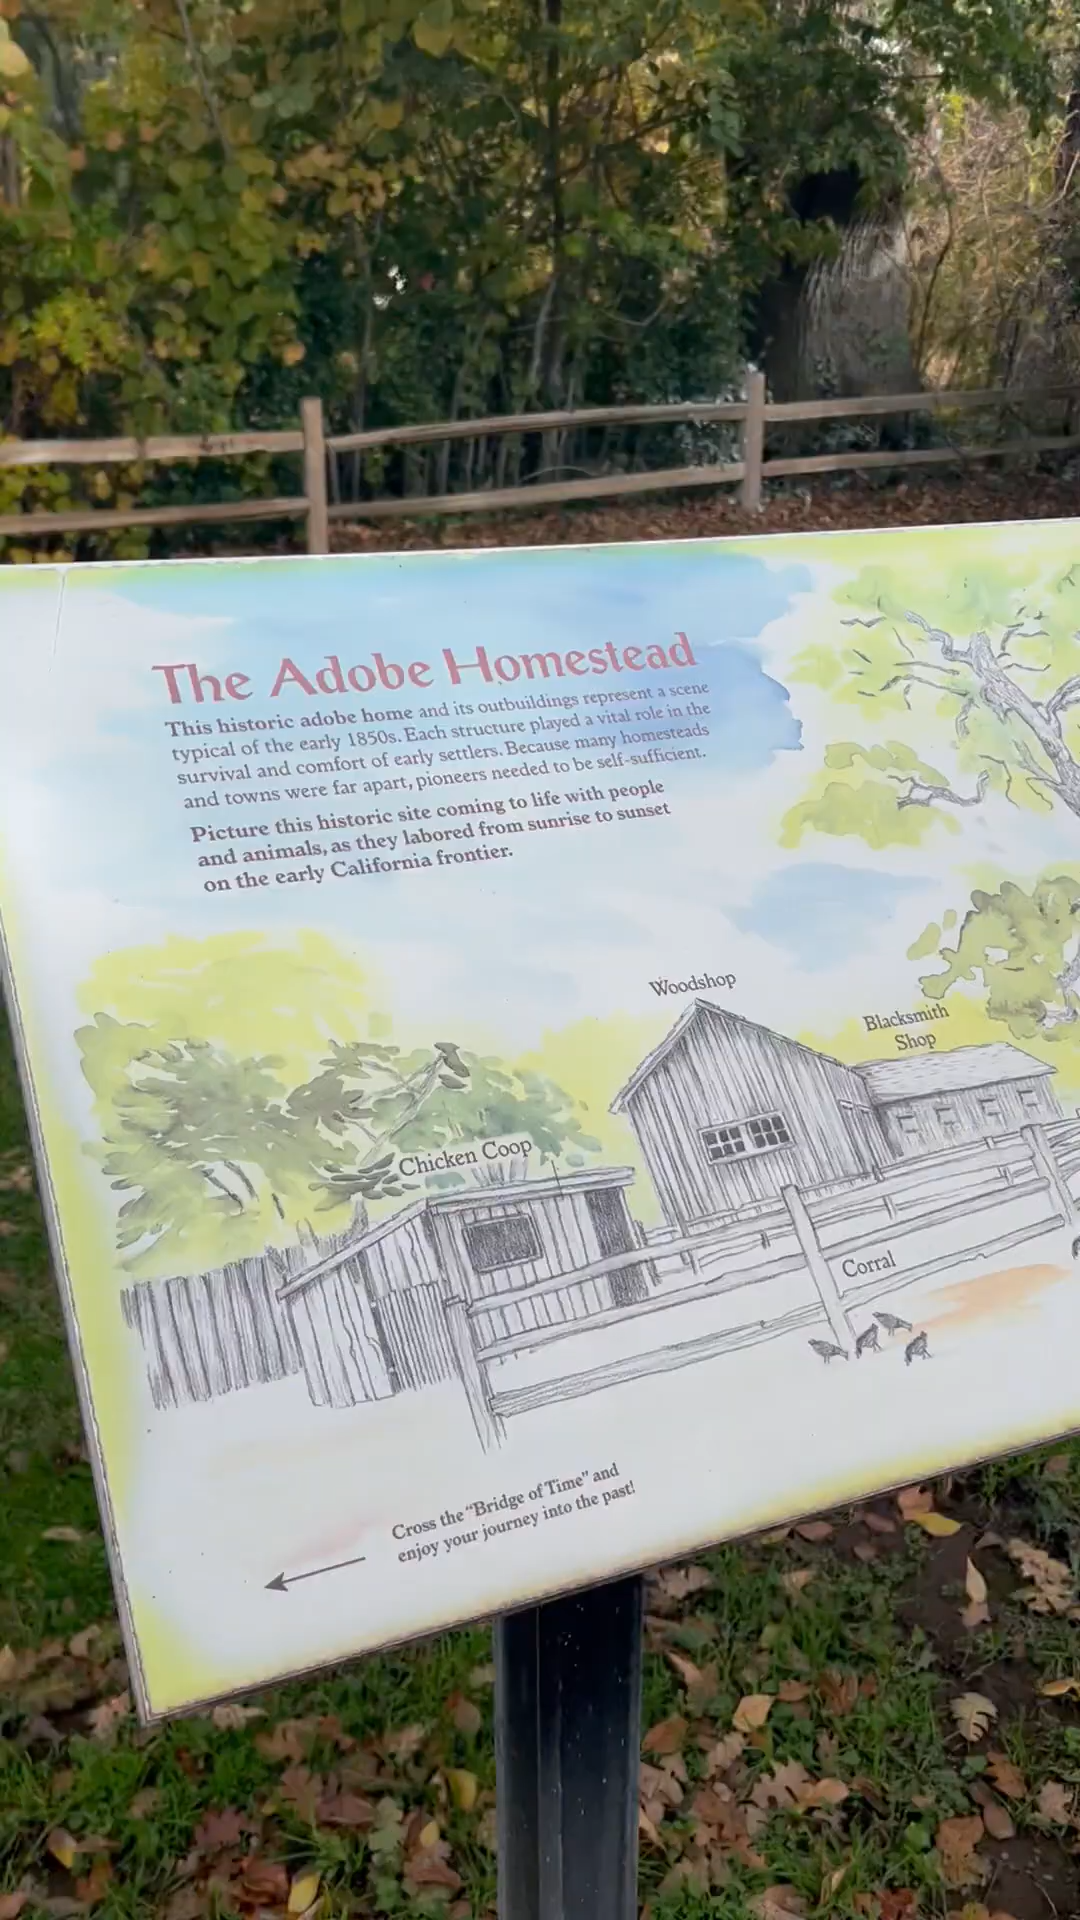 The Adobe Homestead
This historic adobe home and its outbuildings represent a scene
typical of the early 1850s. Each structure played a vital role in the
survival and comfort of early settlers. Because many homesteads
and towns were far apart, pioneers needed to be self-sufficient.
Picture this historic site coming to life with people
and animals, as they labored from sunrise to sunset
on the early California frontier.
Woodshop
Blacksmith
Shop
Chicken Coop
Corral
Cross the "Bridge of Time" and
enjoy your journey into the past!